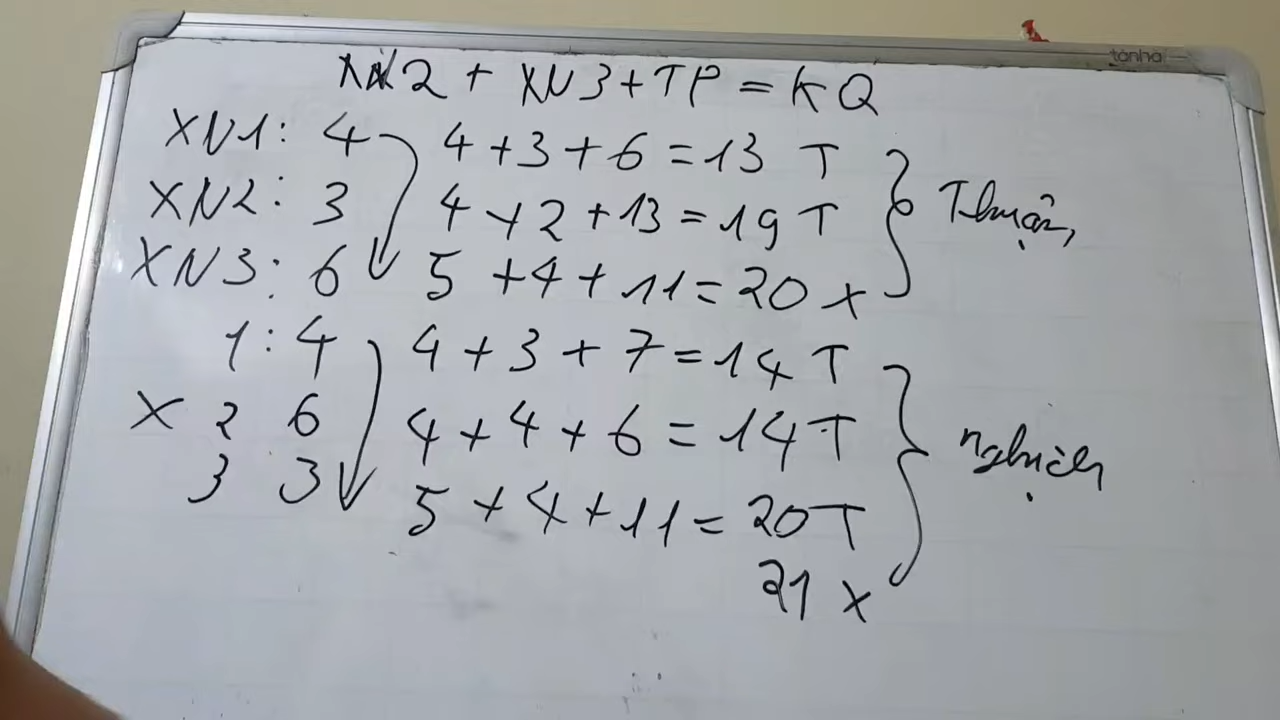 tanha
XN2 + XN3 + TP = KQ
XN1: 4 4 + 3 + 6 = 13 T
XN2: 3 4 + 2 + 13 = 19 T Thuận,
XN3: 6 5 + 4 + 11 = 20 X
1: 4 4 + 3 + 7 = 14 T
X 2 6 4 + 4 + 6 = 14 T nghịch
3 3 5 + 4 + 11 = 20 T
21 X